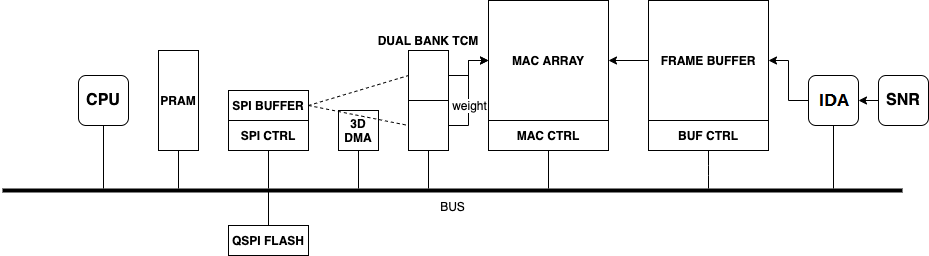 DUAL BANK TCM
CPU
PRAM
SPI BUFFER
SPI CTRL
3D
DMA
weight
MAC ARRAY
MAC CTRL
FRAME BUFFER
BUF CTRL
IDA
SNR
BUS
QSPI FLASH